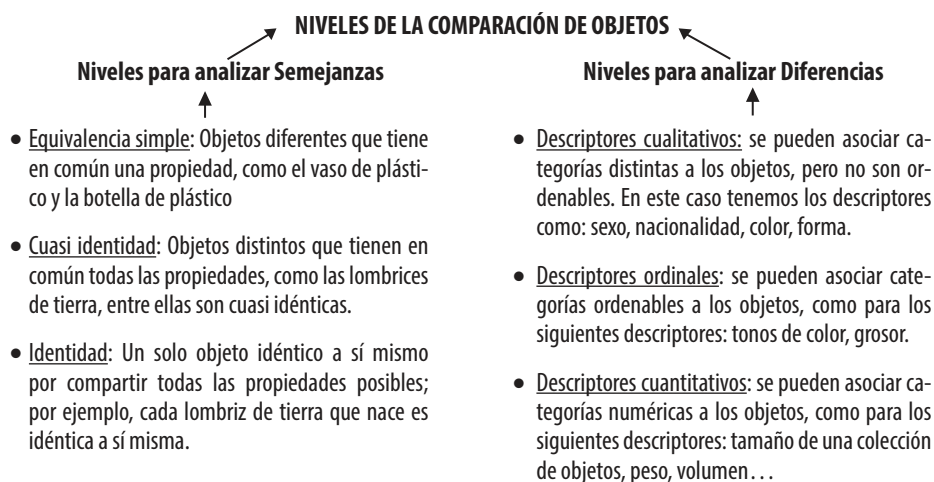 NIVELES DE LA COMPARACIÓN DE OBJETOS
Niveles para analizar Semejanzas
• Equivalencia simple: Objetos diferentes que tiene
en común una propiedad, como el vaso de plásti-
co y la botella de plástico
• Cuasi identidad: Objetos distintos que tienen en
común todas las propiedades, como las lombrices
de tierra, entre ellas son cuasi idénticas.
• Identidad: Un solo objeto idéntico a sí mismo
por compartir todas las propiedades posibles;
por ejemplo, cada lombriz de tierra que nace es
idéntica a sí misma.
Niveles para analizar Diferencias
• Descriptores cualitativos: se pueden asociar ca-
tegorías distintas a los objetos, pero no son or-
denables. En este caso tenemos los descriptores
como: sexo, nacionalidad, color, forma.
• Descriptores ordinales: se pueden asociar cate-
gorías ordenables a los objetos, como para los
siguientes descriptores: tonos de color, grosor.
• Descriptores cuantitativos: se pueden asociar ca-
tegorías numéricas a los objetos, como para los
siguientes descriptores: tamaño de una colección
de objetos, peso, volumen…